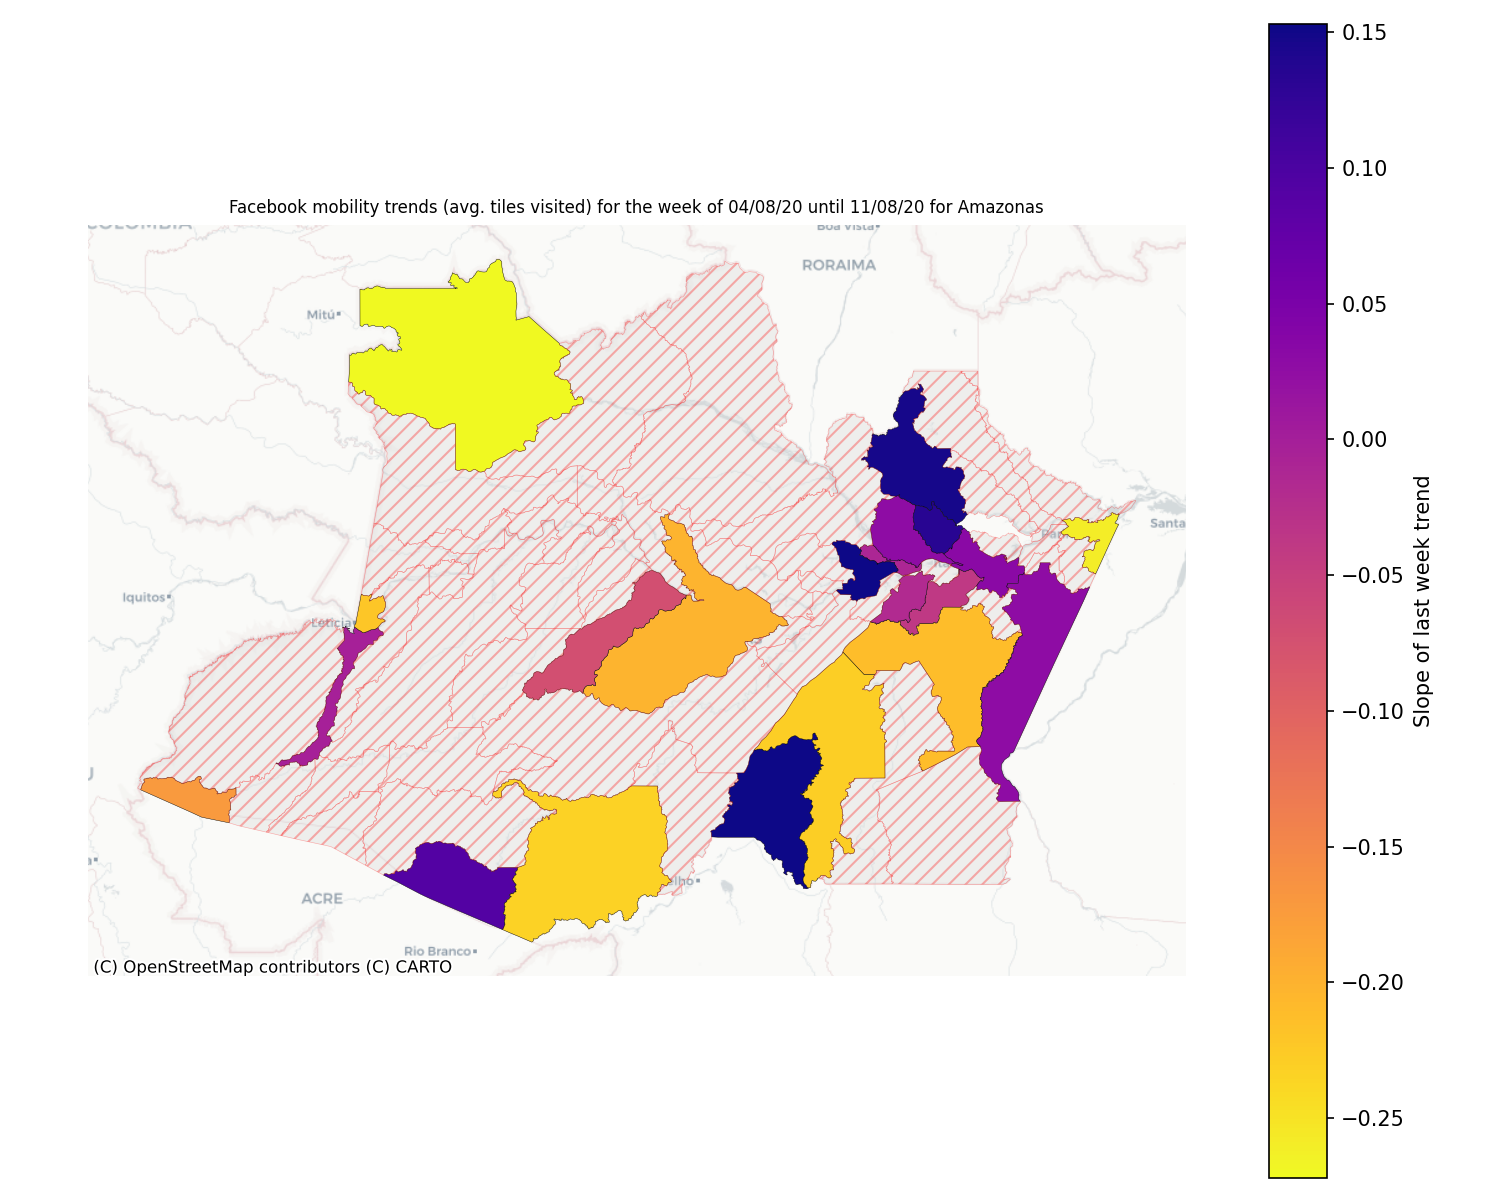 Facebook mobility trends (avg. tiles visited) for the week of 04/08/20 until 11/08/20 for Amazonas
COLOMBIA
Boa Vista
RORAIMA
Mitú
Santa
Iquitos
Leticia
ACRE
Rio Branco
(C) OpenStreetMap contributors (C) CARTO
0.15
0.10
0.05
0.00
−0.05
−0.10
−0.15
−0.20
−0.25
Slope of last week trend